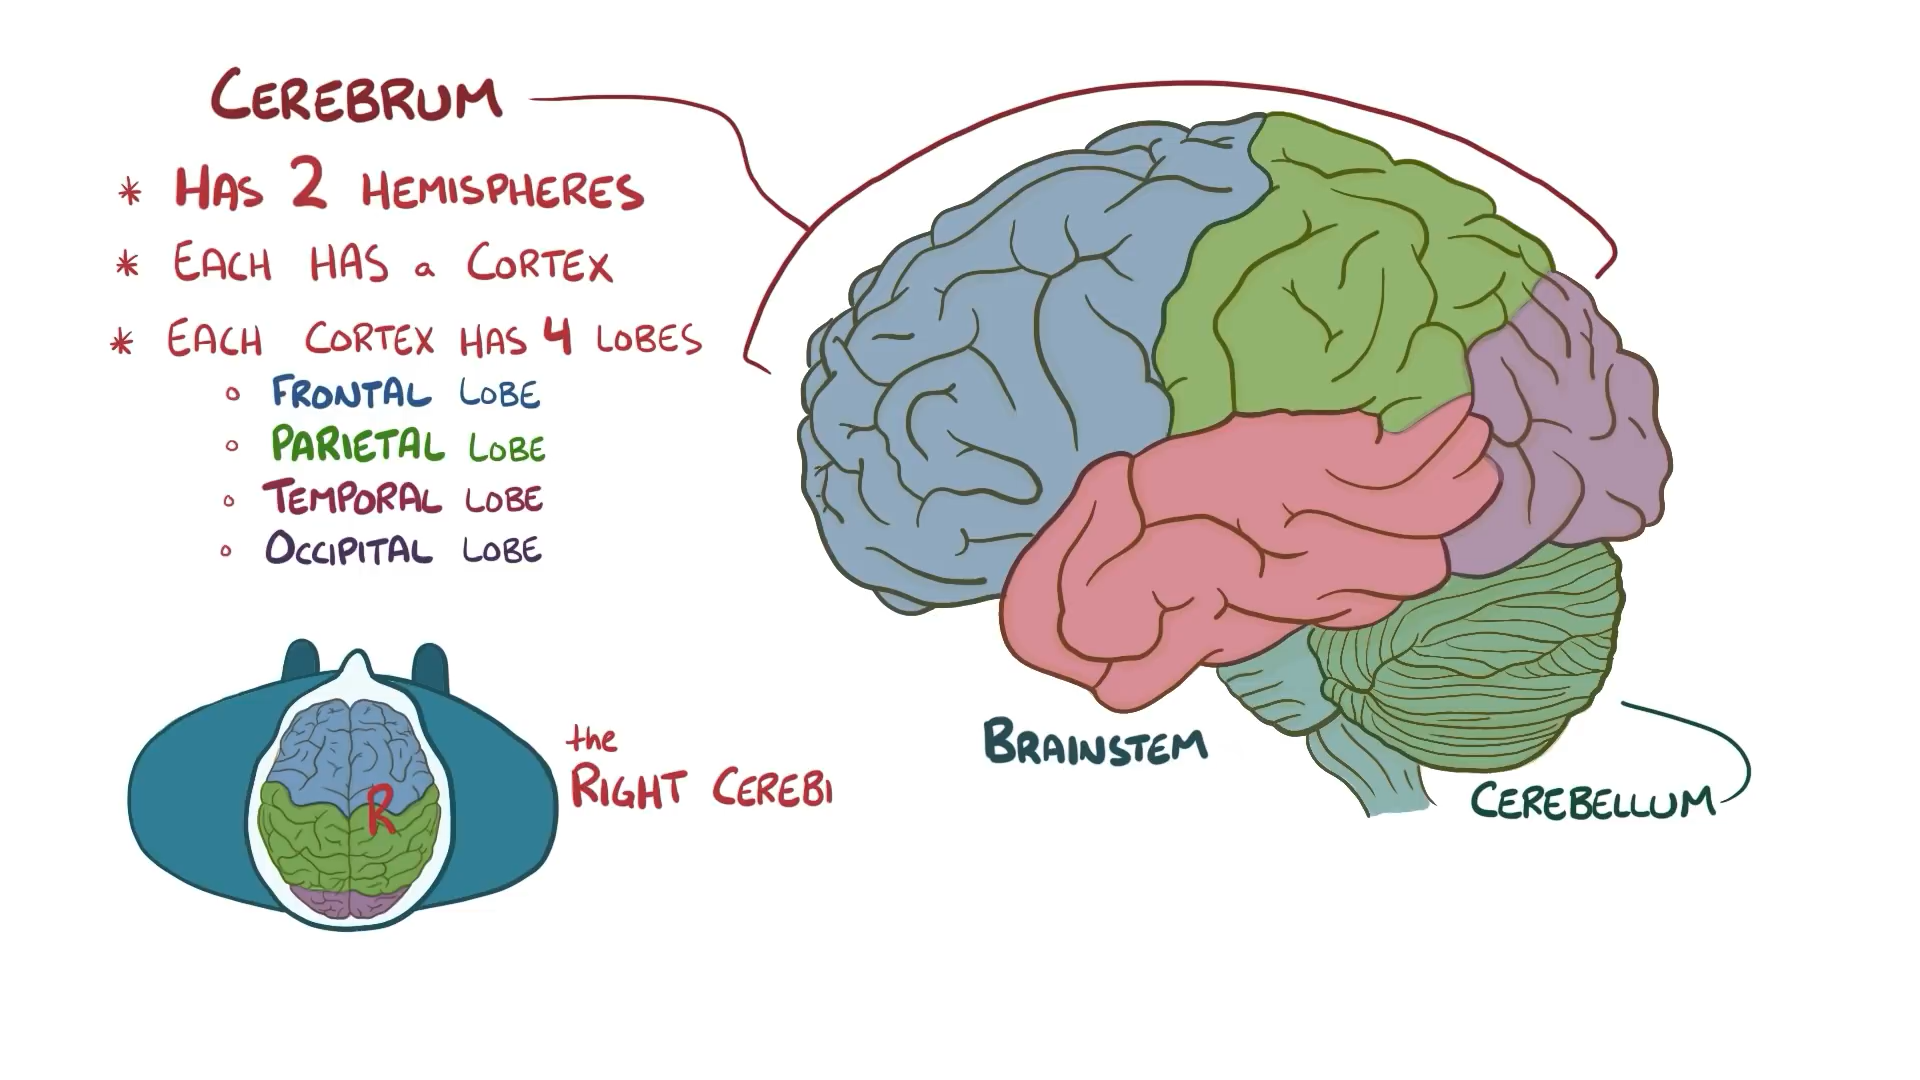 CEREBRUM
* HAS 2 HEMISPHERES
* EACH HAS a CORTEX
* EACH CORTEX HAS 4 LOBES
o FRONTAL LOBE
o PARIETAL LOBE
o TEMPORAL LOBE
o OCCIPITAL LOBE
R
the
RIGHT CEREBI
BRAINSTEM
CEREBELLUM